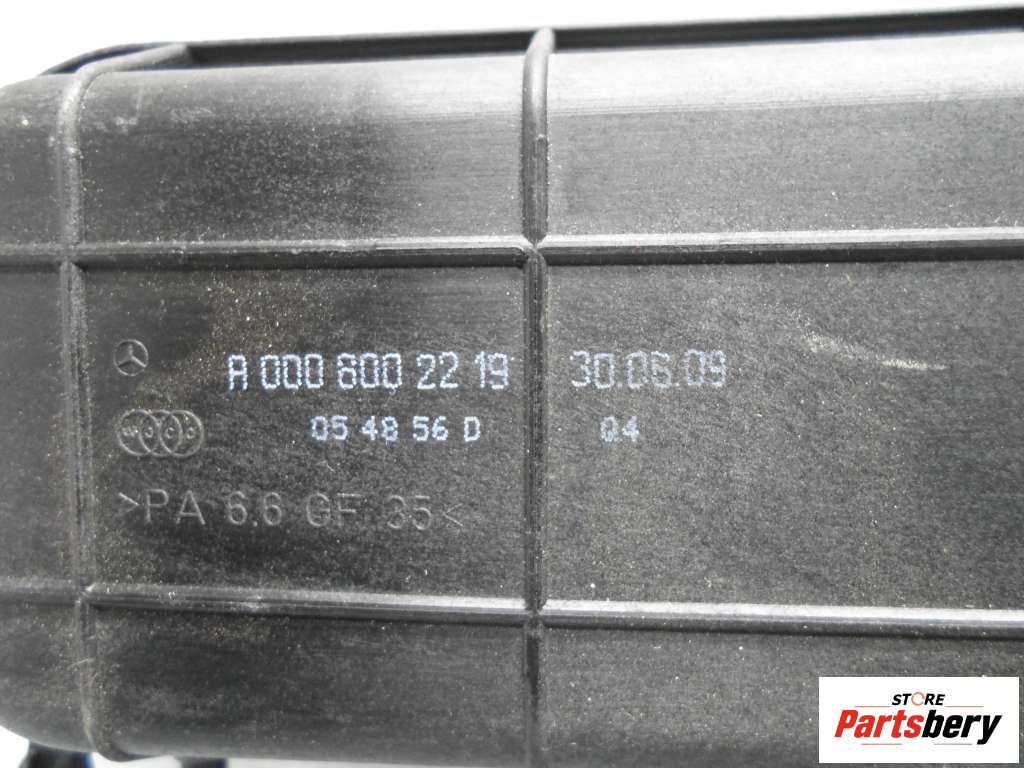 A 000 800 22 19 30.06.09
05 48 56 D 04
>PA 6.6 GF 35<
STORE
Partsbery